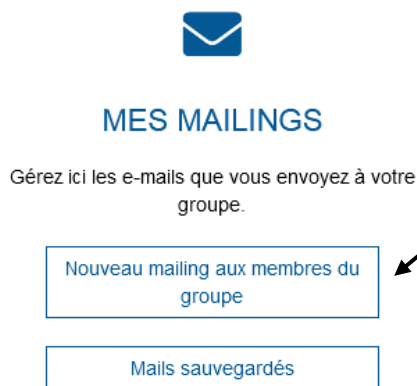 MES MAILINGS
Gérez ici les e-mails que vous envoyez à votre
groupe.
Nouveau mailing aux membres du
groupe
Mails sauvegardés